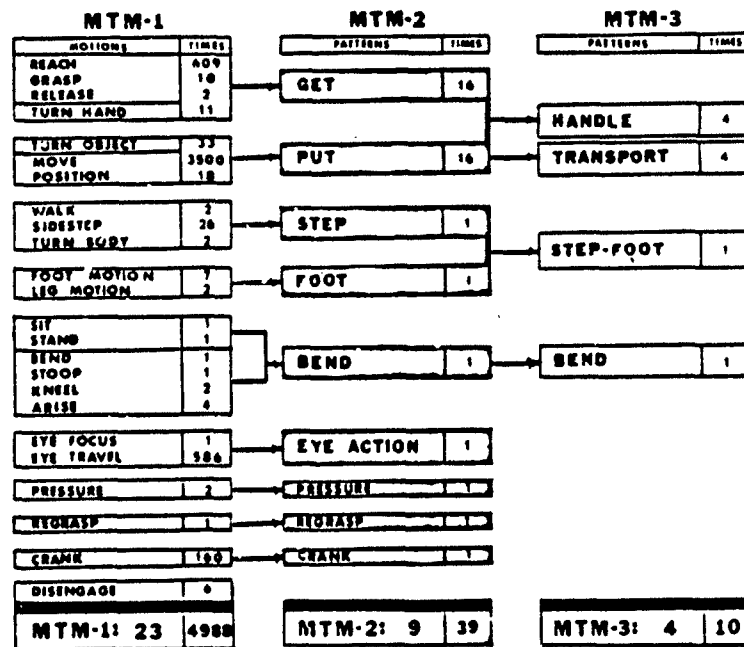 MTM-1 MTM-2 MTM-3
MOTIONS TIMES PATTERNS TIMES PATTERNS TIMES
REACH 609
GRASP 10
RELEASE 2
TURN HAND 11
GET 16
HANDLE 4
TURN OBJECT 33
MOVE 3500
POSITION 18
PUT 16
TRANSPORT 4
WALK 2
SIDESTEP 26
TURN BODY 2
STEP 1
STEP-FOOT 1
FOOT MOTION 7
LEG MOTION 2
FOOT 1
SIT 1
STAND 1
BEND 1
STOOP 1
KNEEL 2
ARISE 4
BEND 1
BEND 1
EYE FOCUS 1
EYE TRAVEL 586
EYE ACTION 1
PRESSURE 2 PRESSURE 1
REGRASP 1 REGRASP 1
CRANK 160 CRANK 1
DISENGAGE 6
MTM-1: 23 4988 MTM-2: 9 39 MTM-3: 4 10